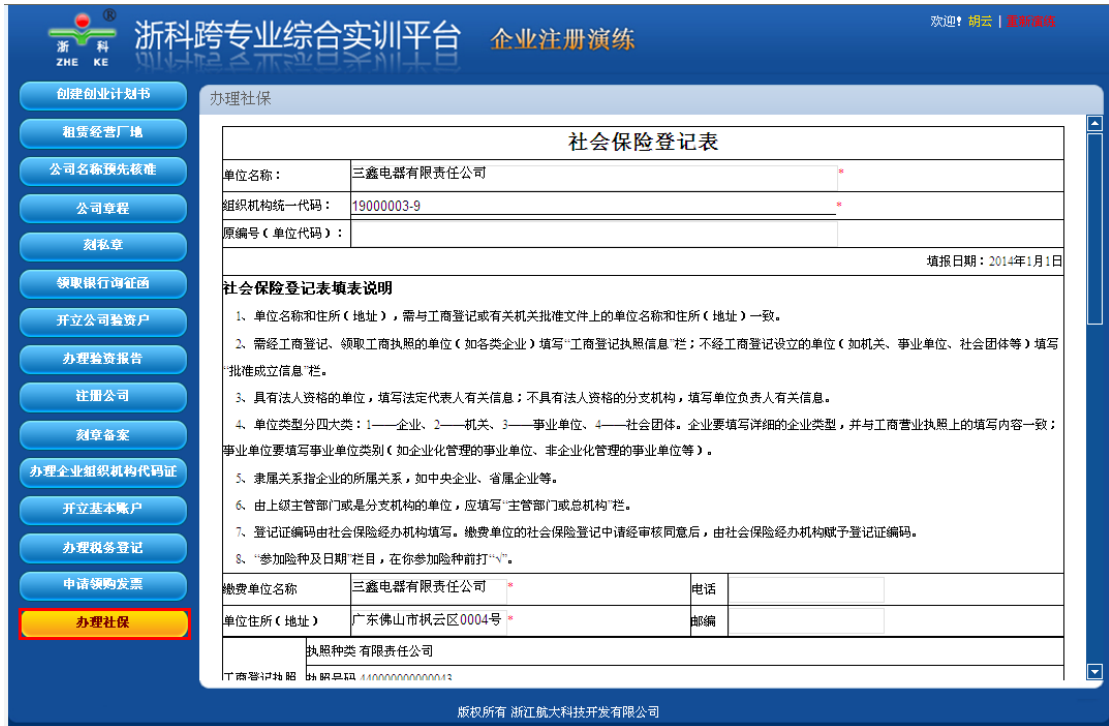 ®
浙 科
ZHE KE
浙科跨专业综合实训平台 企业注册演练
欢迎! 胡云 | 重新演练
创建创业计划书
租赁经营厂地
公司名称预先核准
公司章程
刻私章
领取银行询征函
开立公司验资户
办理验资报告
注册公司
刻章备案
办理企业组织机构代码证
开立基本账户
办理税务登记
申请领购发票
办理社保
办理社保
社会保险登记表
单位名称： 三鑫电器有限责任公司 *
组织机构统一代码： 19000003-9 *
原编号（单位代码）：
填报日期：2014年1月1日
社会保险登记表填表说明
1、单位名称和住所（地址），需与工商登记或有关机关批准文件上的单位名称和住所（地址）一致。
2、需经工商登记、领取工商执照的单位（如各类企业）填写“工商登记执照信息”栏；不经工商登记设立的单位（如机关、事业单位、社会团体等）填写
“批准成立信息”栏。
3、具有法人资格的单位，填写法定代表人有关信息；不具有法人资格的分支机构，填写单位负责人有关信息。
4、单位类型分四大类：1——企业、2——机关、3——事业单位、4——社会团体。企业要填写详细的企业类型，并与工商营业执照上的填写内容一致；
事业单位要填写事业单位类别（如企业化管理的事业单位、非企业化管理的事业单位等）。
5、隶属关系指企业的所属关系，如中央企业、省属企业等。
6、由上级主管部门或是分支机构的单位，应填写“主管部门或总机构”栏。
7、登记证编码由社会保险经办机构填写。缴费单位的社会保险登记中请经审核同意后，由社会保险经办机构赋予登记证编码。
8、“参加险种及日期”栏目，在你参加险种前打“√”。
缴费单位名称 三鑫电器有限责任公司 * 电话
单位住所（地址） 广东佛山市枫云区0004号 * 邮编
执照种类 有限责任公司
工商登记执照 执照号码 440000000000043
版权所有 浙江航大科技开发有限公司